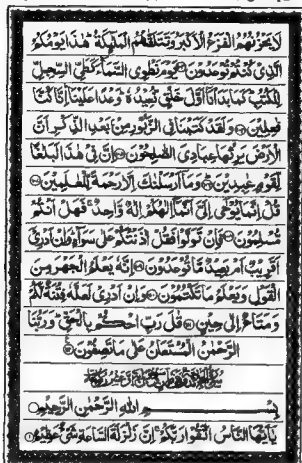 لَا يَحْزُنُهُمُ الْفَزَعُ الْأَكْبَرُ وَتَتَلَقّٰهُمُ الْمَلٰٓئِكَةُ ؕ هٰذَا يَوْمُكُمُ
الَّذِيْ كُنْتُمْ تُوْعَدُوْنَ يَوْمَ نَطْوِي السَّمَآءَ كَطَيِّ السِّجِلِّ
لِلْكُتُبِ ؕ كَمَا بَدَاْنَاۤ اَوَّلَ خَلْقٍ نُّعِيْدُهٗ ؕ وَعْدًا عَلَيْنَا ؕ اِنَّا كُنَّا
فٰعِلِيْنَ وَلَقَدْ كَتَبْنَا فِي الزَّبُوْرِ مِنْۢ بَعْدِ الذِّكْرِ اَنَّ
الْاَرْضَ يَرِثُهَا عِبَادِيَ الصّٰلِحُوْنَ اِنَّ فِيْ هٰذَا لَبَلٰغًا
لِّقَوْمٍ عٰبِدِيْنَ وَمَاۤ اَرْسَلْنٰكَ اِلَّا رَحْمَةً لِّلْعٰلَمِيْنَ
قُلْ اِنَّمَا يُوْحٰۤى اِلَيَّ اَنَّمَاۤ اِلٰهُكُمْ اِلٰهٌ وَّاحِدٌ ۚ فَهَلْ اَنْتُمْ
مُّسْلِمُوْنَ فَاِنْ تَوَلَّوْا فَقُلْ اٰذَنْتُكُمْ عَلٰى سَوَآءٍ ؕ وَاِنْ اَدْرِيْۤ
اَقَرِيْبٌ اَمْ بَعِيْدٌ مَّا تُوْعَدُوْنَ اِنَّهٗ يَعْلَمُ الْجَهْرَ مِنَ
الْقَوْلِ وَيَعْلَمُ مَا تَكْتُمُوْنَ وَاِنْ اَدْرِيْ لَعَلَّهٗ فِتْنَةٌ لَّكُمْ
وَمَتَاعٌ اِلٰى حِيْنٍ قٰلَ رَبِّ احْكُمْ بِالْحَقِّ ؕ وَرَبُّنَا
الرَّحْمٰنُ الْمُسْتَعَانُ عَلٰى مَا تَصِفُوْنَ
بِسْمِ اللّٰهِ الرَّحْمٰنِ الرَّحِيْمِ
يٰۤاَيُّهَا النَّاسُ اتَّقُوْا رَبَّكُمْ ۚ اِنَّ زَلْزَلَةَ السَّاعَةِ شَيْءٌ عَظِيْمٌ